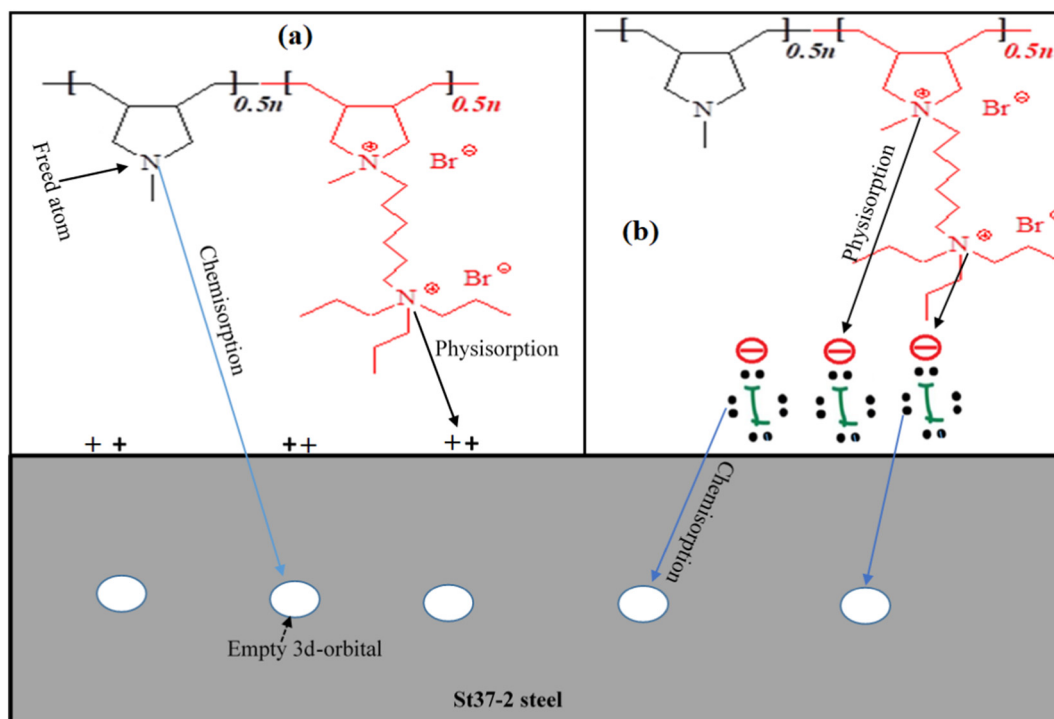 (a)
]
[
0.5n
]
[
0.5n
N
⊕
N
Br ⊖
Freed atom
Chemisorption
N ⊕
Br ⊖
Physisorption
+ +
++
++
]
[
0.5n
]
[
0.5n
N
⊕
N
Br ⊖
Physisorption
(b)
N ⊕
Br
I
I
I
Chemisorption
Empty 3d-orbital
St37-2 steel